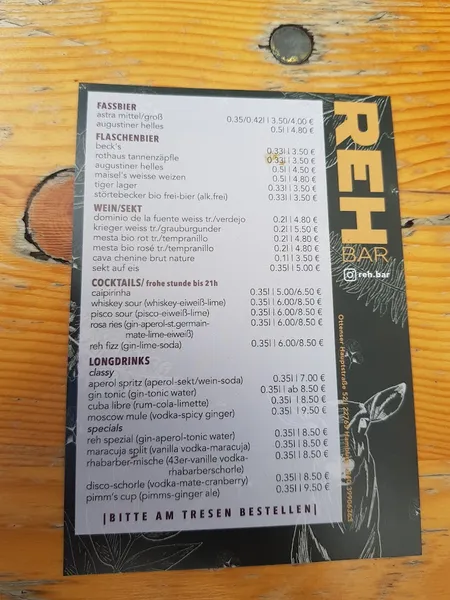 FASSBIER
astra mittel/groß 0.35/0.42l | 3.50/4.00 €
augustiner helles 0.5l | 4.80 €
FLASCHENBIER
beck's 0.33l | 3.50 €
rothaus tannenzäpfle 0.33l | 3.50 €
augustiner helles 0.5l | 4.50 €
maisel's weisse weizen 0.5l | 4.80 €
tiger lager 0.33l | 3.50 €
störtebecker bio frei-bier (alk.frei) 0.33l | 3.50 €
WEIN/SEKT
dominio de la fuente weiss tr./verdejo 0.2l | 4.80 €
krieger weiss tr./grauburgunder 0.2l | 5.50 €
mesta bio rot tr./tempranillo 0.2l | 4.80 €
mesta bio rosé tr./tempranillo 0.2l | 4.80 €
cava chenine brut nature 0.1l | 3.50 €
sekt auf eis 0.35l | 5.00 €
COCKTAILS/ frohe stunde bis 21h
caipirinha 0.35l | 5.00/6.50 €
whiskey sour (whiskey-eiweiß-lime) 0.35l | 6.00/8.50 €
pisco sour (pisco-eiweiß-lime) 0.35l | 6.00/8.50 €
rosa ries (gin-aperol-st.germain- 0.35l | 6.00/8.50 €
mate-lime-eiweiß)
reh fizz (gin-lime-soda) 0.35l | 6.00/8.50 €
LONGDRINKS
classy
aperol spritz (aperol-sekt/wein-soda) 0.35l | 7.00 €
gin tonic (gin-tonic water) 0.35l | ab 8.50 €
cuba libre (rum-cola-limette) 0.35l | 8.50 €
moscow mule (vodka-spicy ginger) 0.35l | 9.50 €
specials
reh spezial (gin-aperol-tonic water) 0.35l | 8.50 €
maracuja split (vanilla vodka-maracuja) 0.35l | 8.50 €
rhabarber-mische (43er-vanille vodka- 0.35l | 8.50 €
rhabarberschorle)
disco-schorle (vodka-mate-cranberry) 0.35l | 8.50 €
pimm's cup (pimms-ginger ale) 0.35l | 9.50 €
|BITTE AM TRESEN BESTELLEN|
REH
BAR
reh.bar
Ottenser Hauptstraße 52